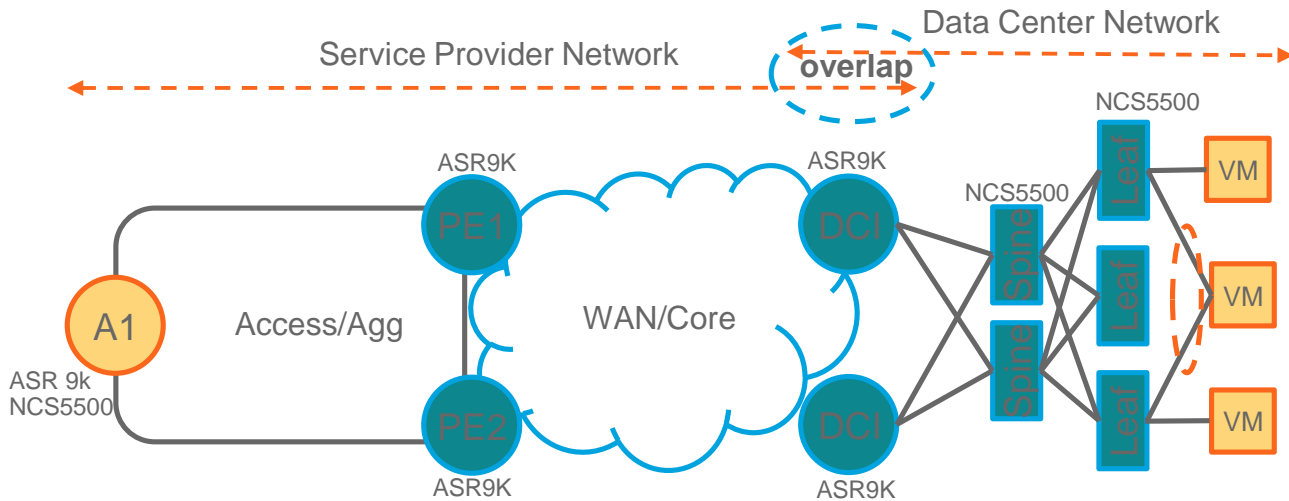 Data Center Network
Service Provider Network
overlap
NCS5500
ASR9K
ASR9K
NCS5500
Leaf
VM
PE1
DCI
Spine
A1
Access/Agg
WAN/Core
Leaf
VM
ASR 9k
NCS5500
Spine
PE2
DCI
Leaf
VM
ASR9K
ASR9K